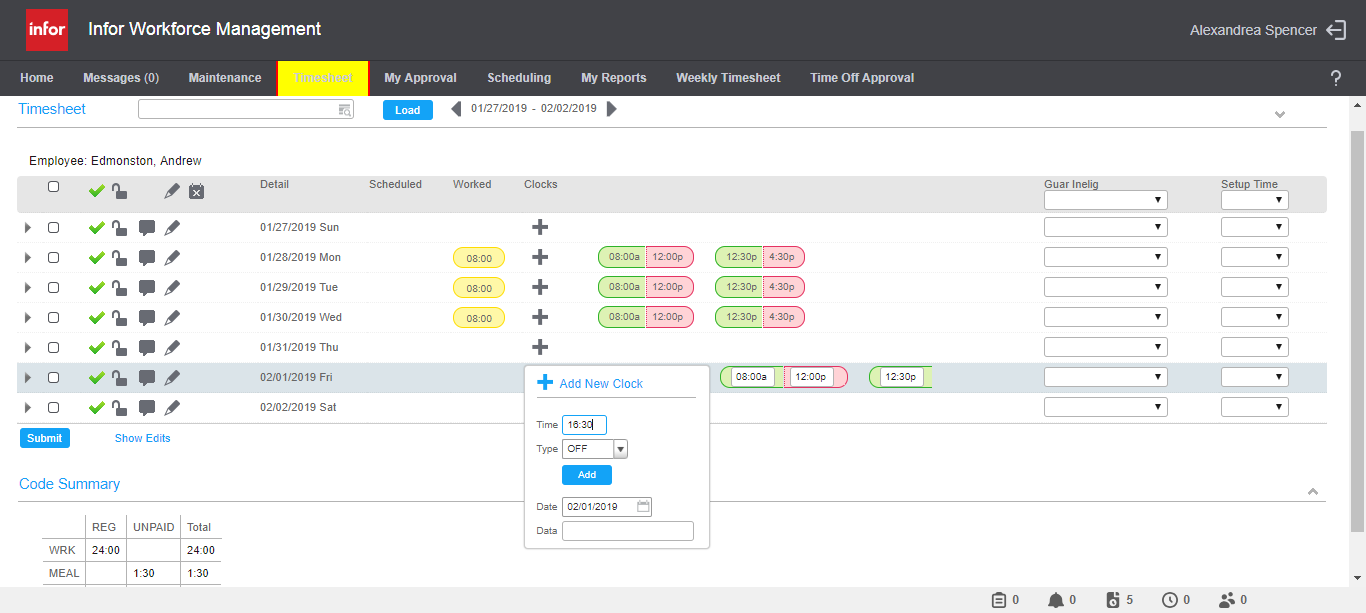 infor Infor Workforce Management Alexandrea Spencer
Home Messages (0) Maintenance Timesheet My Approval Scheduling My Reports Weekly Timesheet Time Off Approval ?
Timesheet Load 01/27/2019 - 02/02/2019
Employee: Edmonston, Andrew
Detail Scheduled Worked Clocks Guar Inelig Setup Time
01/27/2019 Sun
01/28/2019 Mon 08:00 08:00a 12:00p 12:30p 4:30p
01/29/2019 Tue 08:00 08:00a 12:00p 12:30p 4:30p
01/30/2019 Wed 08:00 08:00a 12:00p 12:30p 4:30p
01/31/2019 Thu
02/01/2019 Fri 08:00a 12:00p 12:30p
Add New Clock
02/02/2019 Sat
Time 16:30
Type OFF
Add
Date 02/01/2019
Data
Submit Show Edits
Code Summary
REG UNPAID Total
WRK 24:00 24:00
MEAL 1:30 1:30
0 0 5 0 0